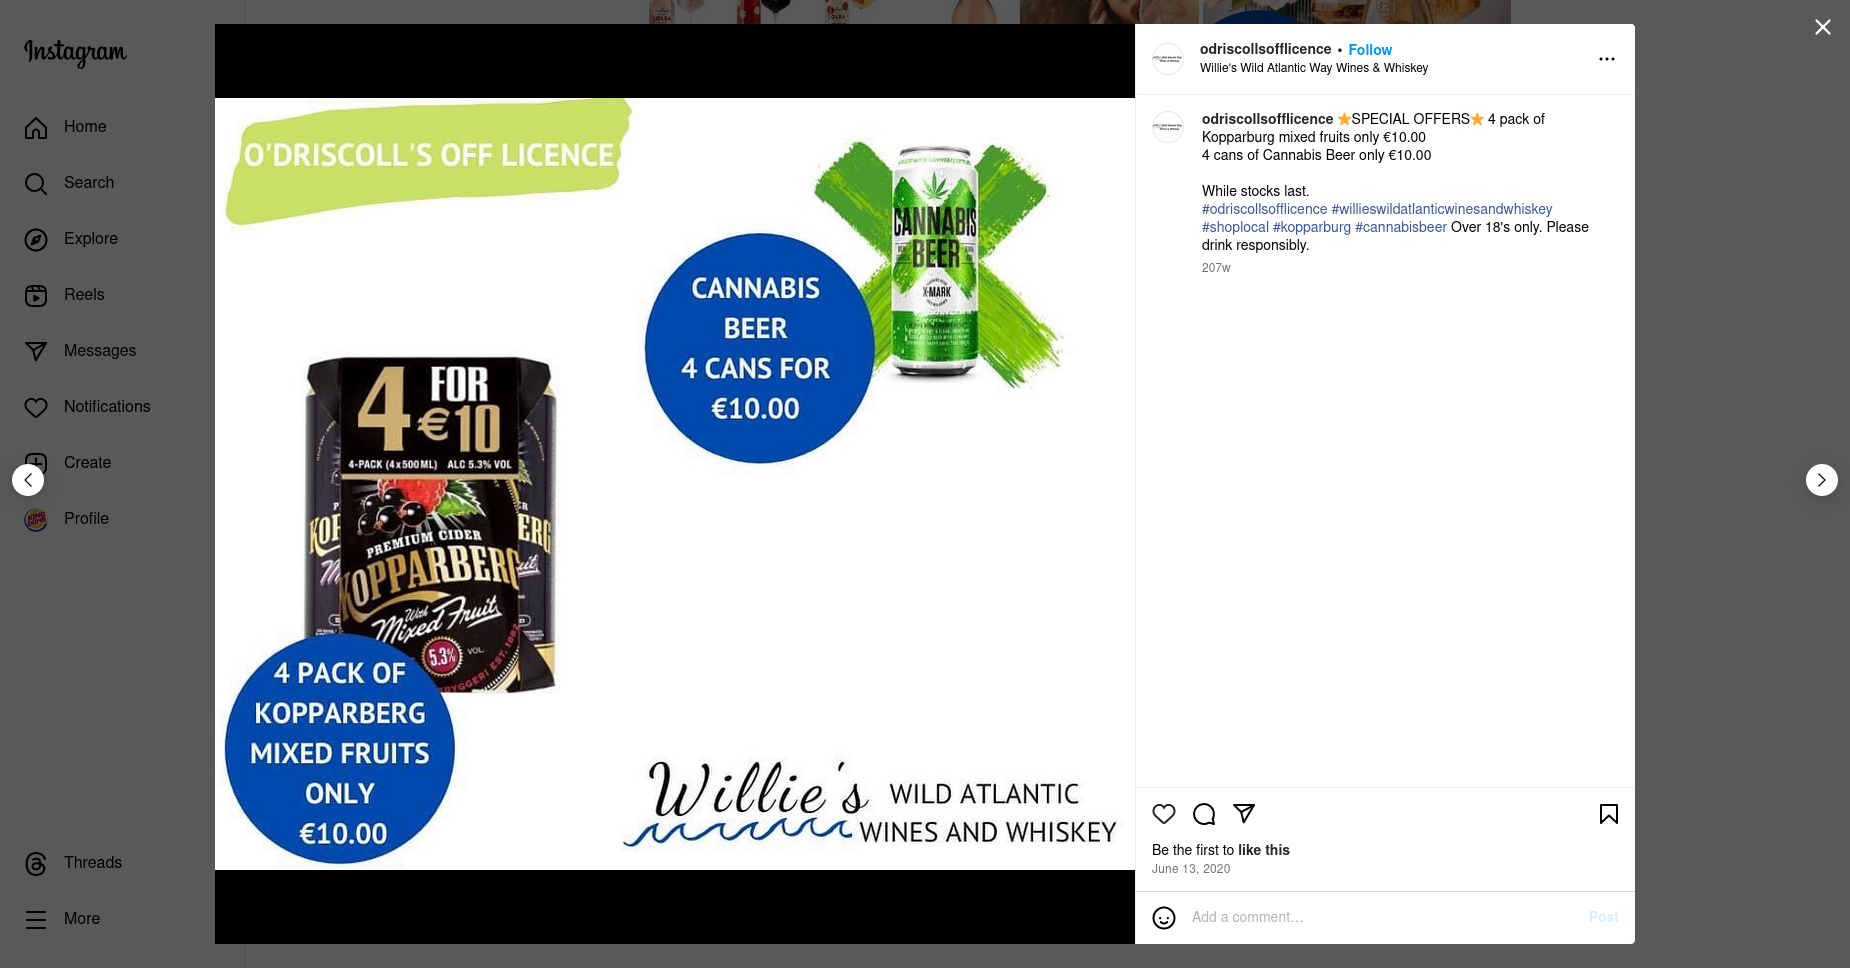 Instagram
Home
Search
Explore
Reels
Messages
Notifications
Create
Profile
Threads
More
O'DRISCOLL'S OFF LICENCE
CANNABIS
BEER
X-MARK
CANNABIS
BEER
4 CANS FOR
€10.00
4 FOR
€10
4-PACK (4x500ML) ALC 5.3% VOL
PREMIUM CIDER
KOPPARBERG
With
Mixed Fruit
5.3% VOL.
4 PACK OF
KOPPARBERG
MIXED FRUITS
ONLY
€10.00
Willie's WILD ATLANTIC
WINES AND WHISKEY
odriscollsofflicence • Follow
Willie's Wild Atlantic Way Wines & Whiskey
odriscollsofflicence ⭐SPECIAL OFFERS⭐ 4 pack of
Kopparburg mixed fruits only €10.00
4 cans of Cannabis Beer only €10.00
While stocks last.
#odriscollsofflicence #willieswildatlanticwinesandwhiskey
#shoplocal #kopparburg #cannabisbeer Over 18's only. Please
drink responsibly.
207w
Be the first to like this
June 13, 2020
Add a comment...
Post